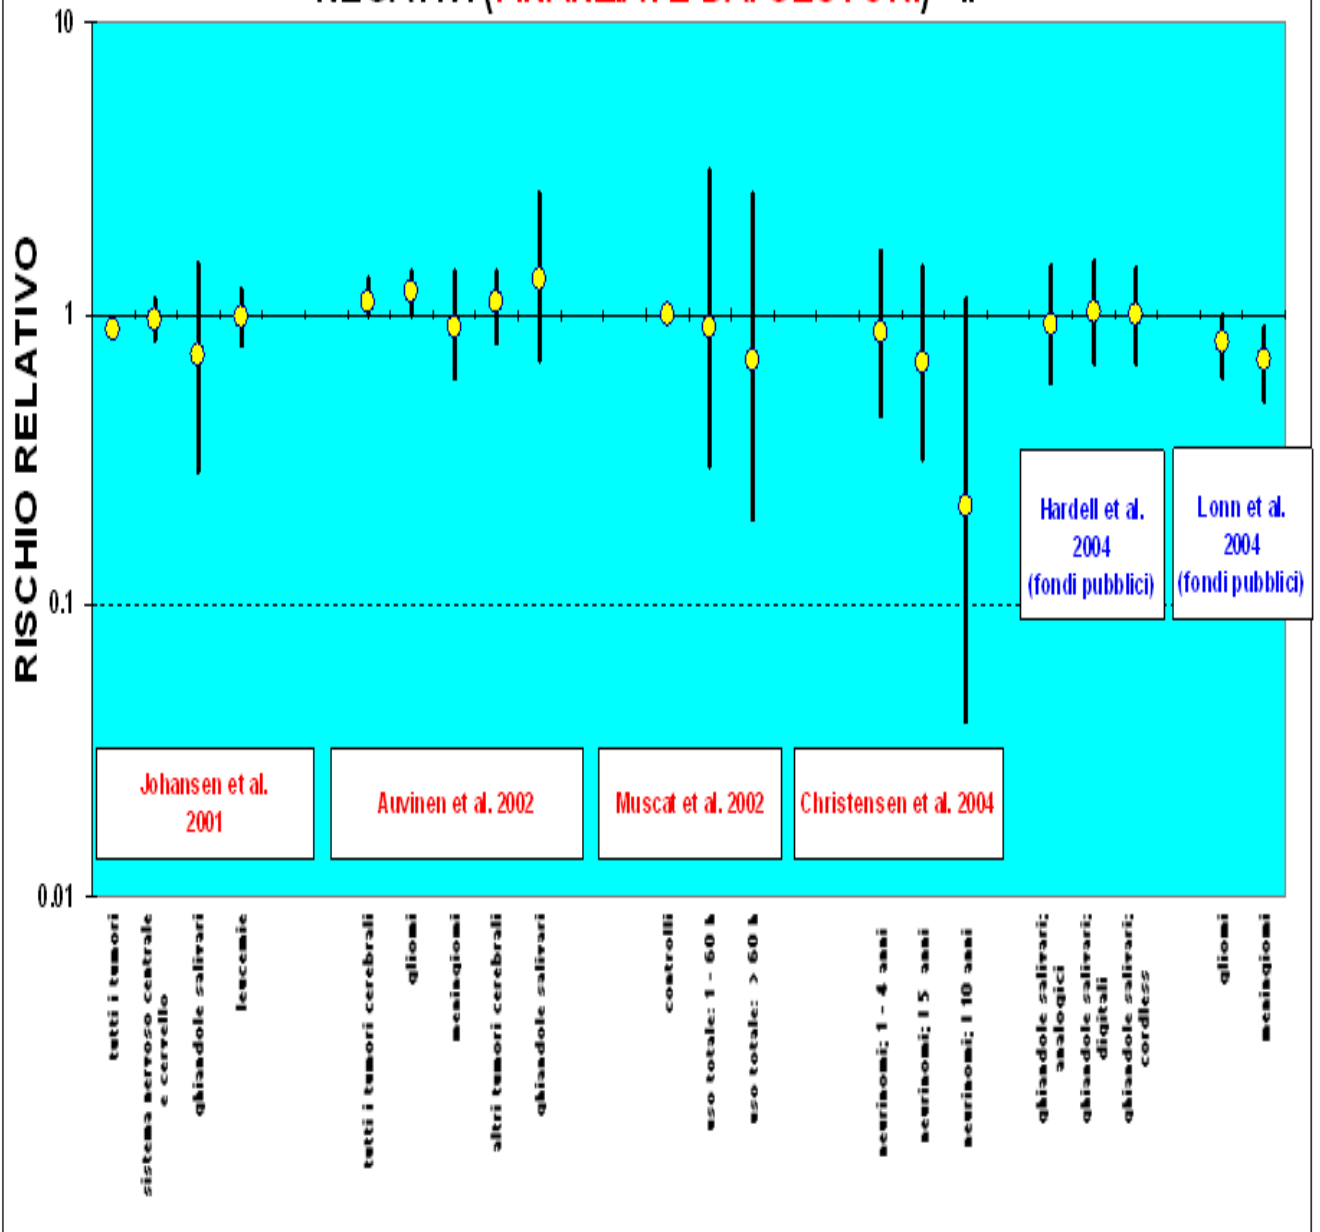 10
1
0.1
0.01
RISCHIO RELATIVO
Hardell et al.
2004
(fondi pubblici)
Lonn et al.
2004
(fondi pubblici)
Johansen et al.
2001
Auvinen et al. 2002
Muscat et al. 2002
Christensen et al. 2004
tutti i tumori
sistema nervoso centrale
e cervello
ghiandole salivari
leucemie
tutti i tumori cerebrali
gliomi
meningiomi
altri tumori cerebrali
ghiandole salivari
controlli
uso totale: 1 - 60 h
uso totale: > 60 h
neurinomi; 1 - 4 anni
neurinomi; I 5 anni
neurinomi; I 10 anni
ghiandole salivari;
analogici
ghiandole salivari;
digitali
ghiandole salivari;
cordless
gliomi
meningiomi